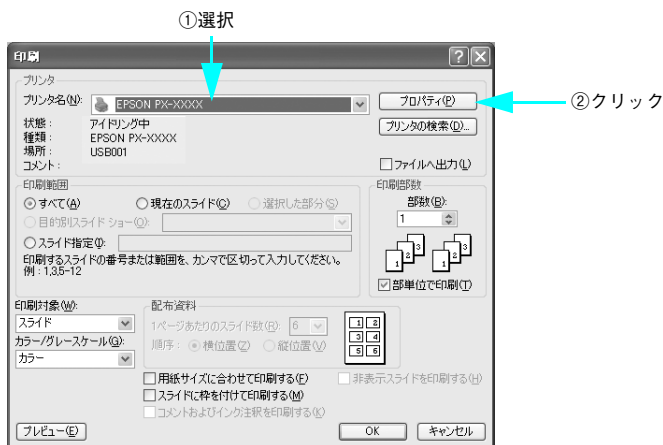 ①選択
印刷
プリンタ
プリンタ名(N): EPSON PX-XXXX プロパティ(P) ②クリック
状態： アイドリング中 プリンタの検索(D)...
種類： EPSON PX-XXXX
場所： USB001
コメント： ファイルへ出力(L)
印刷範囲 印刷部数
すべて(A) 現在のスライド(C) 選択した部分(S) 部数(B):
目的別スライド ショー(O): 1
スライド指定(I):
印刷するスライドの番号または範囲を、カンマで区切って入力してください。
例：1,3,5-12
1 2 3 1 2 3
部単位で印刷(T)
印刷対象(W): 配布資料
スライド 1ページあたりのスライド数(R): 6 1 2
カラー/グレースケール(G): 順序： 横位置(Z) 縦位置(V) 3 4
カラー 5 6
用紙サイズに合わせて印刷する(F) 非表示スライドを印刷する(H)
スライドに枠を付けて印刷する(M)
コメントおよびインク注釈を印刷する(K)
プレビュー(E) OK キャンセル